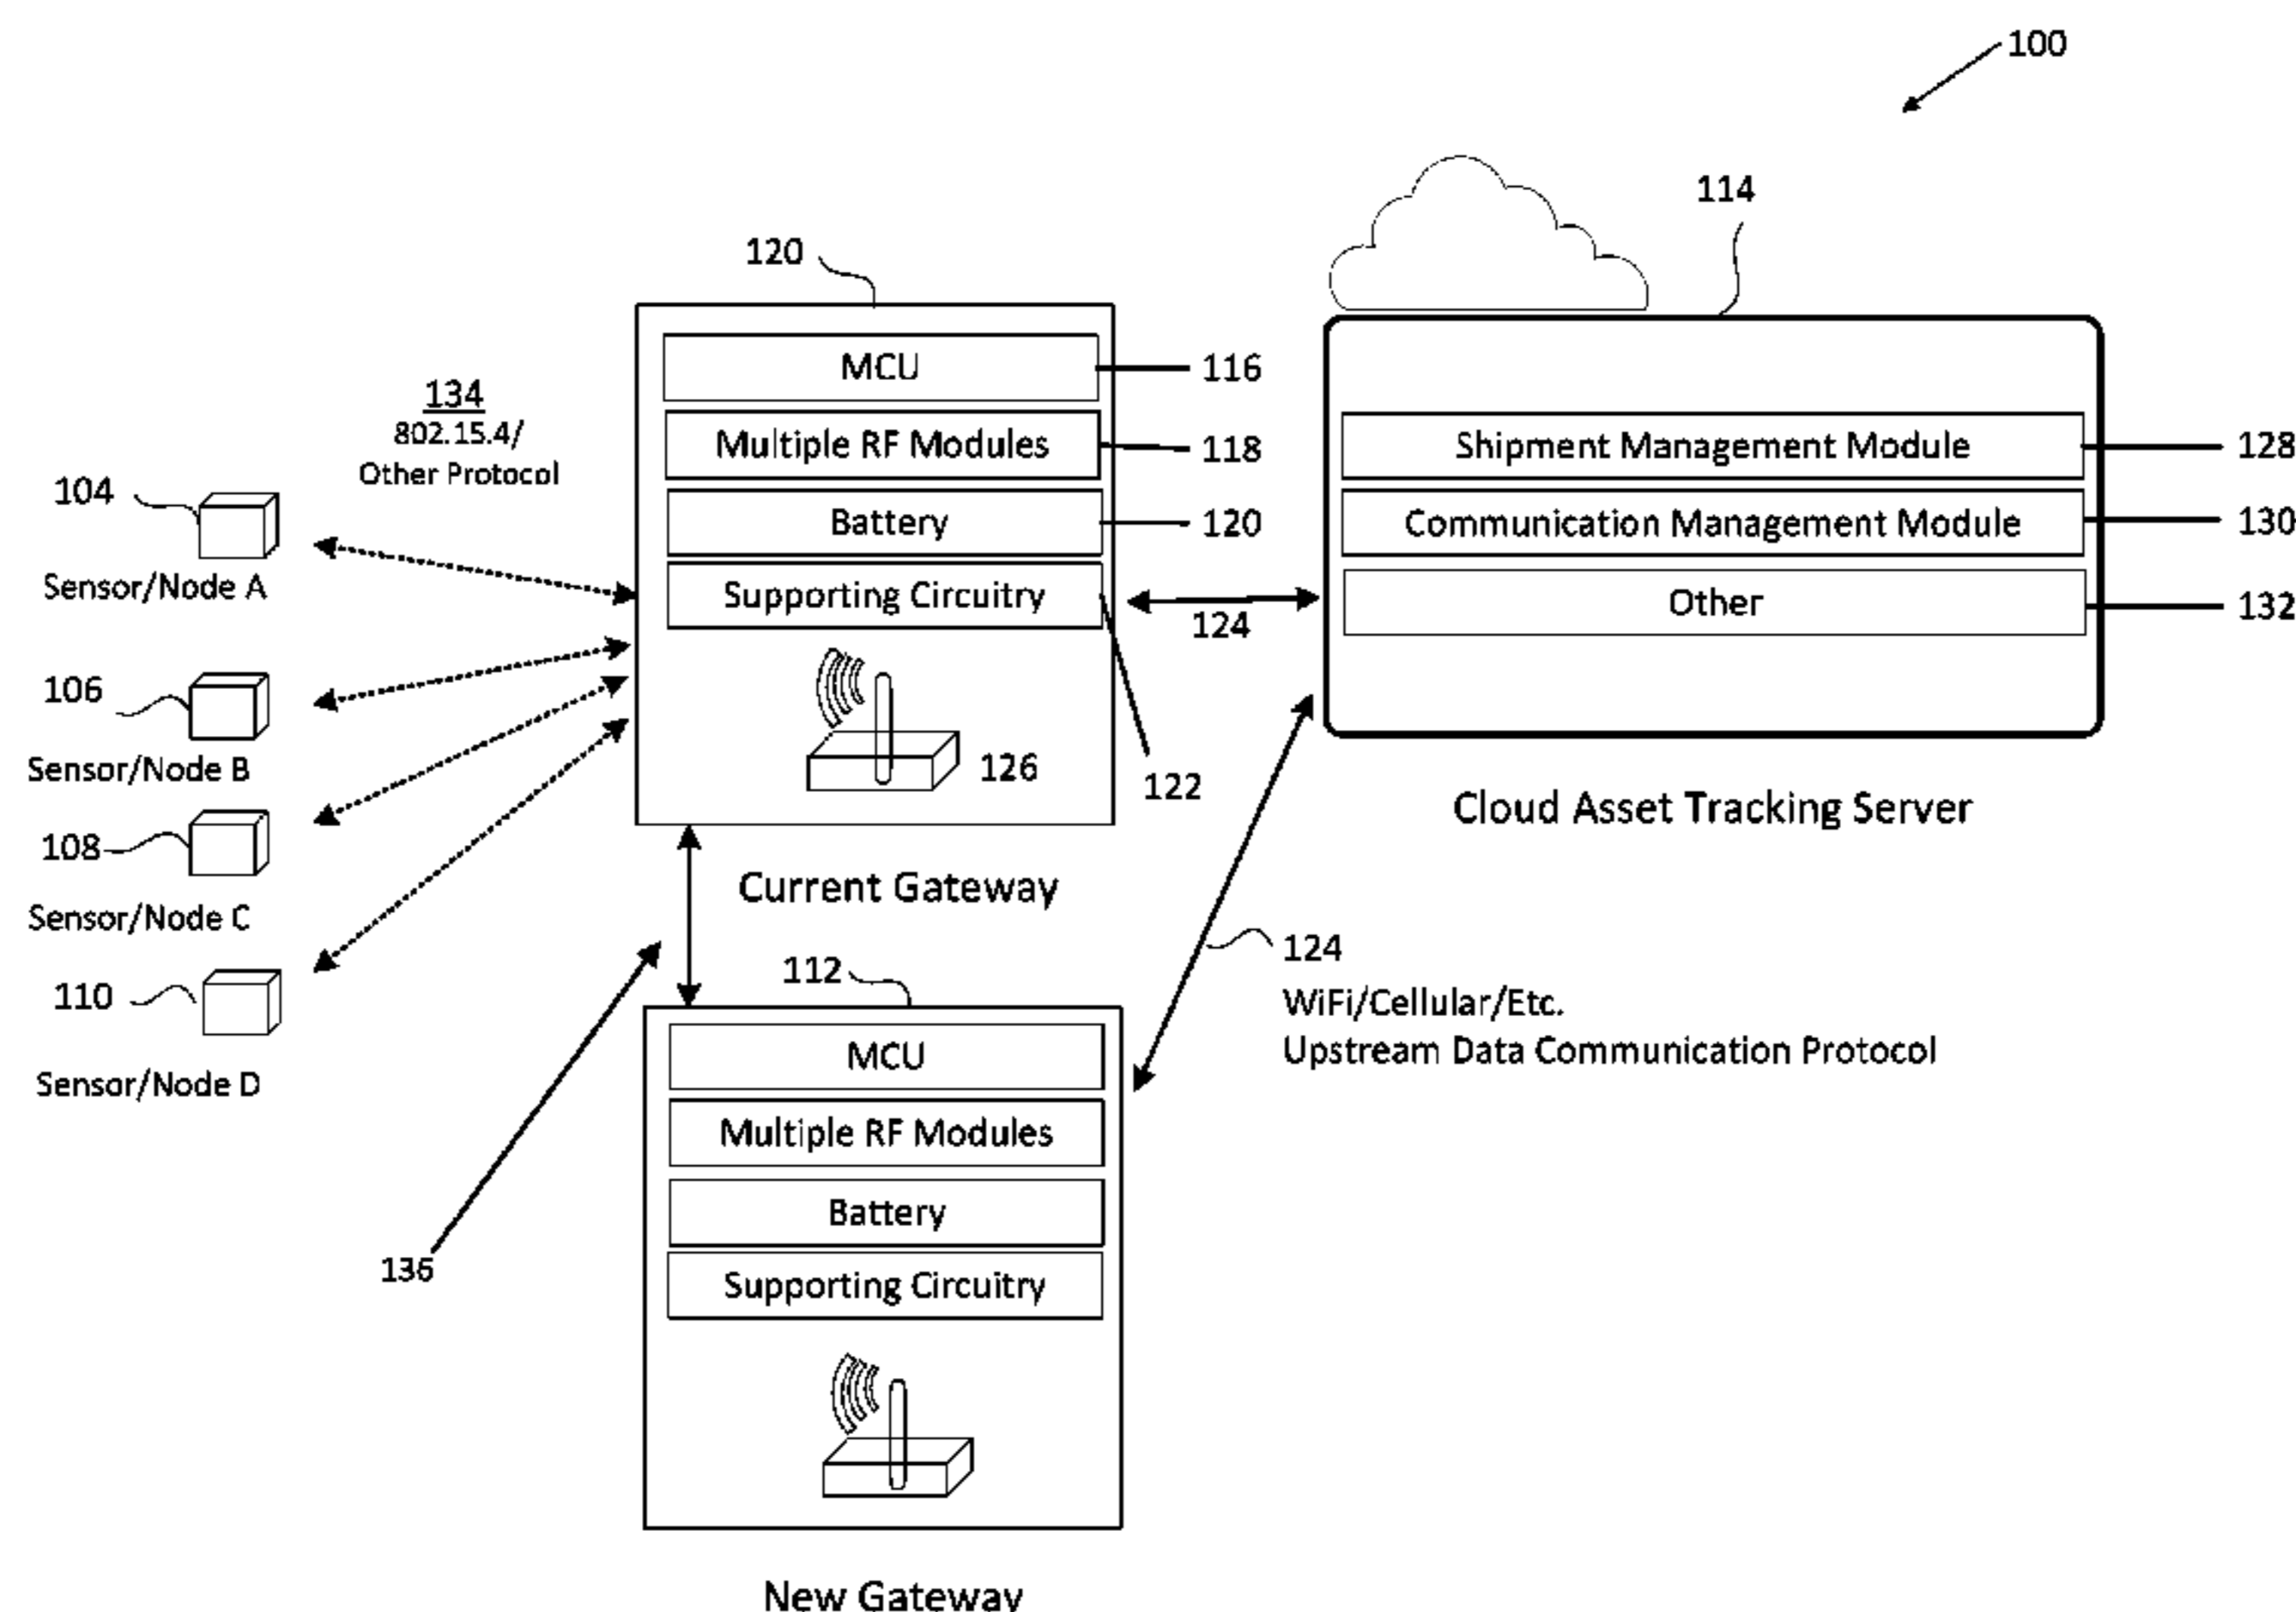 100
114
120
MCU
116
134
802.15.4/
Other Protocol
Multiple RF Modules
118
Shipment Management Module
128
104
Battery
120
Communication Management Module
130
Sensor/Node A
Supporting Circuitry
124
Other
132
106
Sensor/Node B
126
122
Cloud Asset Tracking Server
108
Sensor/Node C
Current Gateway
124
WiFi/Cellular/Etc.
Upstream Data Communication Protocol
110
Sensor/Node D
112
MCU
Multiple RF Modules
Battery
Supporting Circuitry
136
New Gateway